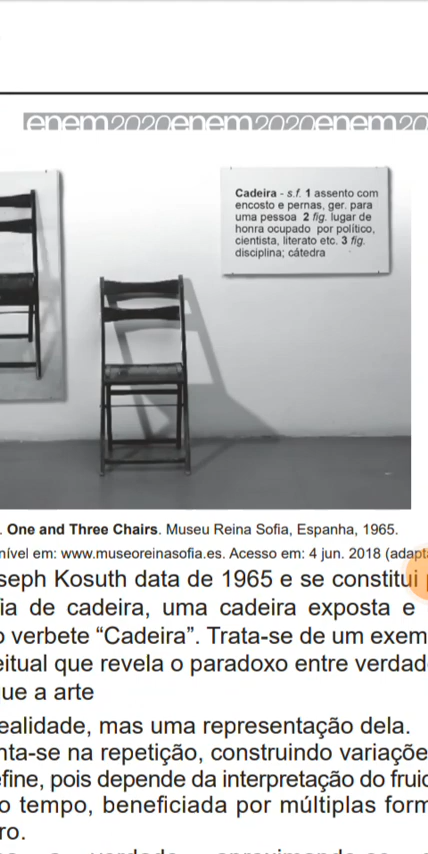 enem2020enem2020enem20
Cadeira - s.f. 1 assento com
encosto e pernas, ger. para
uma pessoa 2 fig. lugar de
honra ocupado por político,
cientista, literato etc. 3 fig.
disciplina; cátedra
. One and Three Chairs. Museu Reina Sofia, Espanha, 1965.
nível em: www.museoreinasofia.es. Acesso em: 4 jun. 2018 (adapt
seph Kosuth data de 1965 e se constitui
fia de cadeira, uma cadeira exposta e
o verbete “Cadeira”. Trata-se de um exem
eitual que revela o paradoxo entre verdad
ue a arte
ealidade, mas uma representação dela.
nta-se na repetição, construindo variaçõe
efine, pois depende da interpretação do fruid
o tempo, beneficiada por múltiplas form
ro.